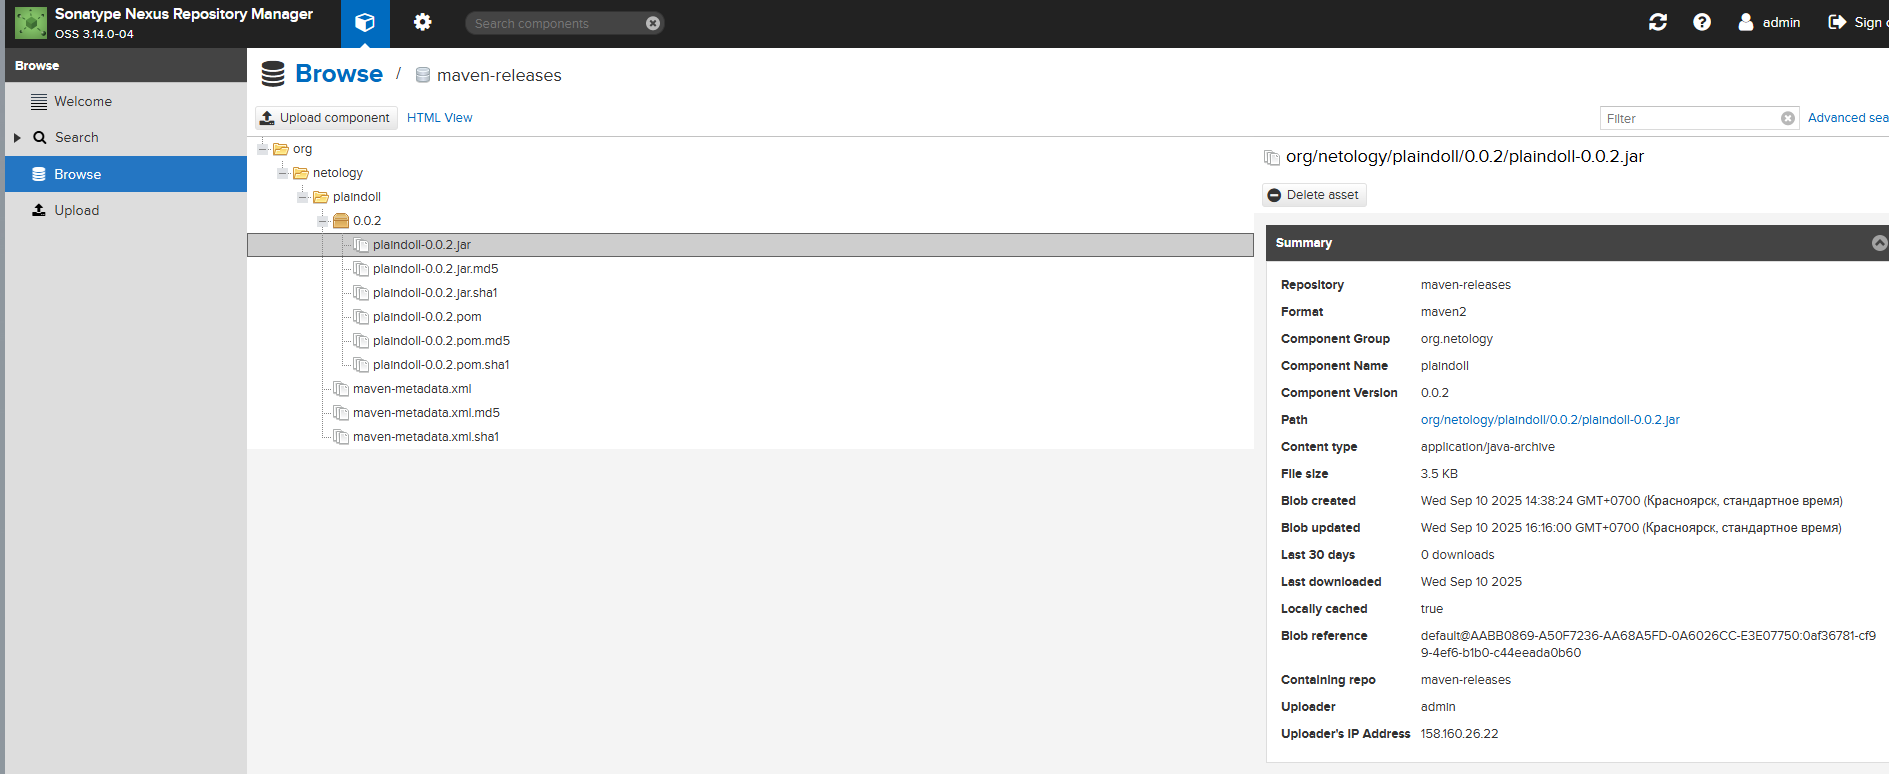 Sonatype Nexus Repository Manager
OSS 3.14.0-04
Search components
admin
Sign
Browse
Welcome
Search
Browse
Upload
Browse / maven-releases
Upload component
HTML View
Filter
Advanced sea
org
netology
plaindoll
0.0.2
plaindoll-0.0.2.jar
plaindoll-0.0.2.jar.md5
plaindoll-0.0.2.jar.sha1
plaindoll-0.0.2.pom
plaindoll-0.0.2.pom.md5
plaindoll-0.0.2.pom.sha1
maven-metadata.xml
maven-metadata.xml.md5
maven-metadata.xml.sha1
org/netology/plaindoll/0.0.2/plaindoll-0.0.2.jar
Delete asset
Summary
Repository maven-releases
Format maven2
Component Group org.netology
Component Name plaindoll
Component Version 0.0.2
Path org/netology/plaindoll/0.0.2/plaindoll-0.0.2.jar
Content type application/java-archive
File size 3.5 KB
Blob created Wed Sep 10 2025 14:38:24 GMT+0700 (Красноярск, стандартное время)
Blob updated Wed Sep 10 2025 16:16:00 GMT+0700 (Красноярск, стандартное время)
Last 30 days 0 downloads
Last downloaded Wed Sep 10 2025
Locally cached true
Blob reference default@AABB0869-A50F7236-AA68A5FD-0A6026CC-E3E07750:0af36781-cf9
9-4ef6-b1b0-c44eeada0b60
Containing repo maven-releases
Uploader admin
Uploader's IP Address 158.160.26.22